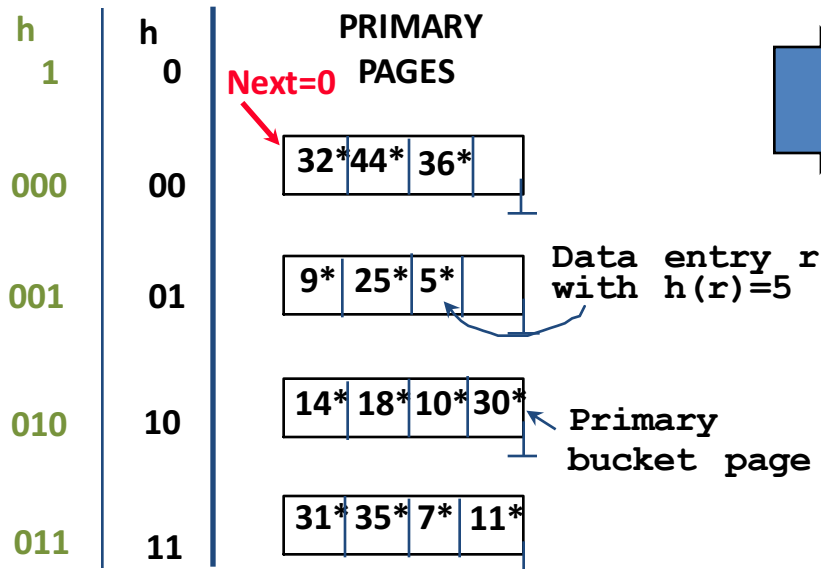 h h PRIMARY
1 0 PAGES
Next=0
000 00 32* 44* 36*
001 01 9* 25* 5*
Data entry r
with h(r)=5
010 10 14* 18* 10* 30*
Primary
bucket page
011 11 31* 35* 7* 11*